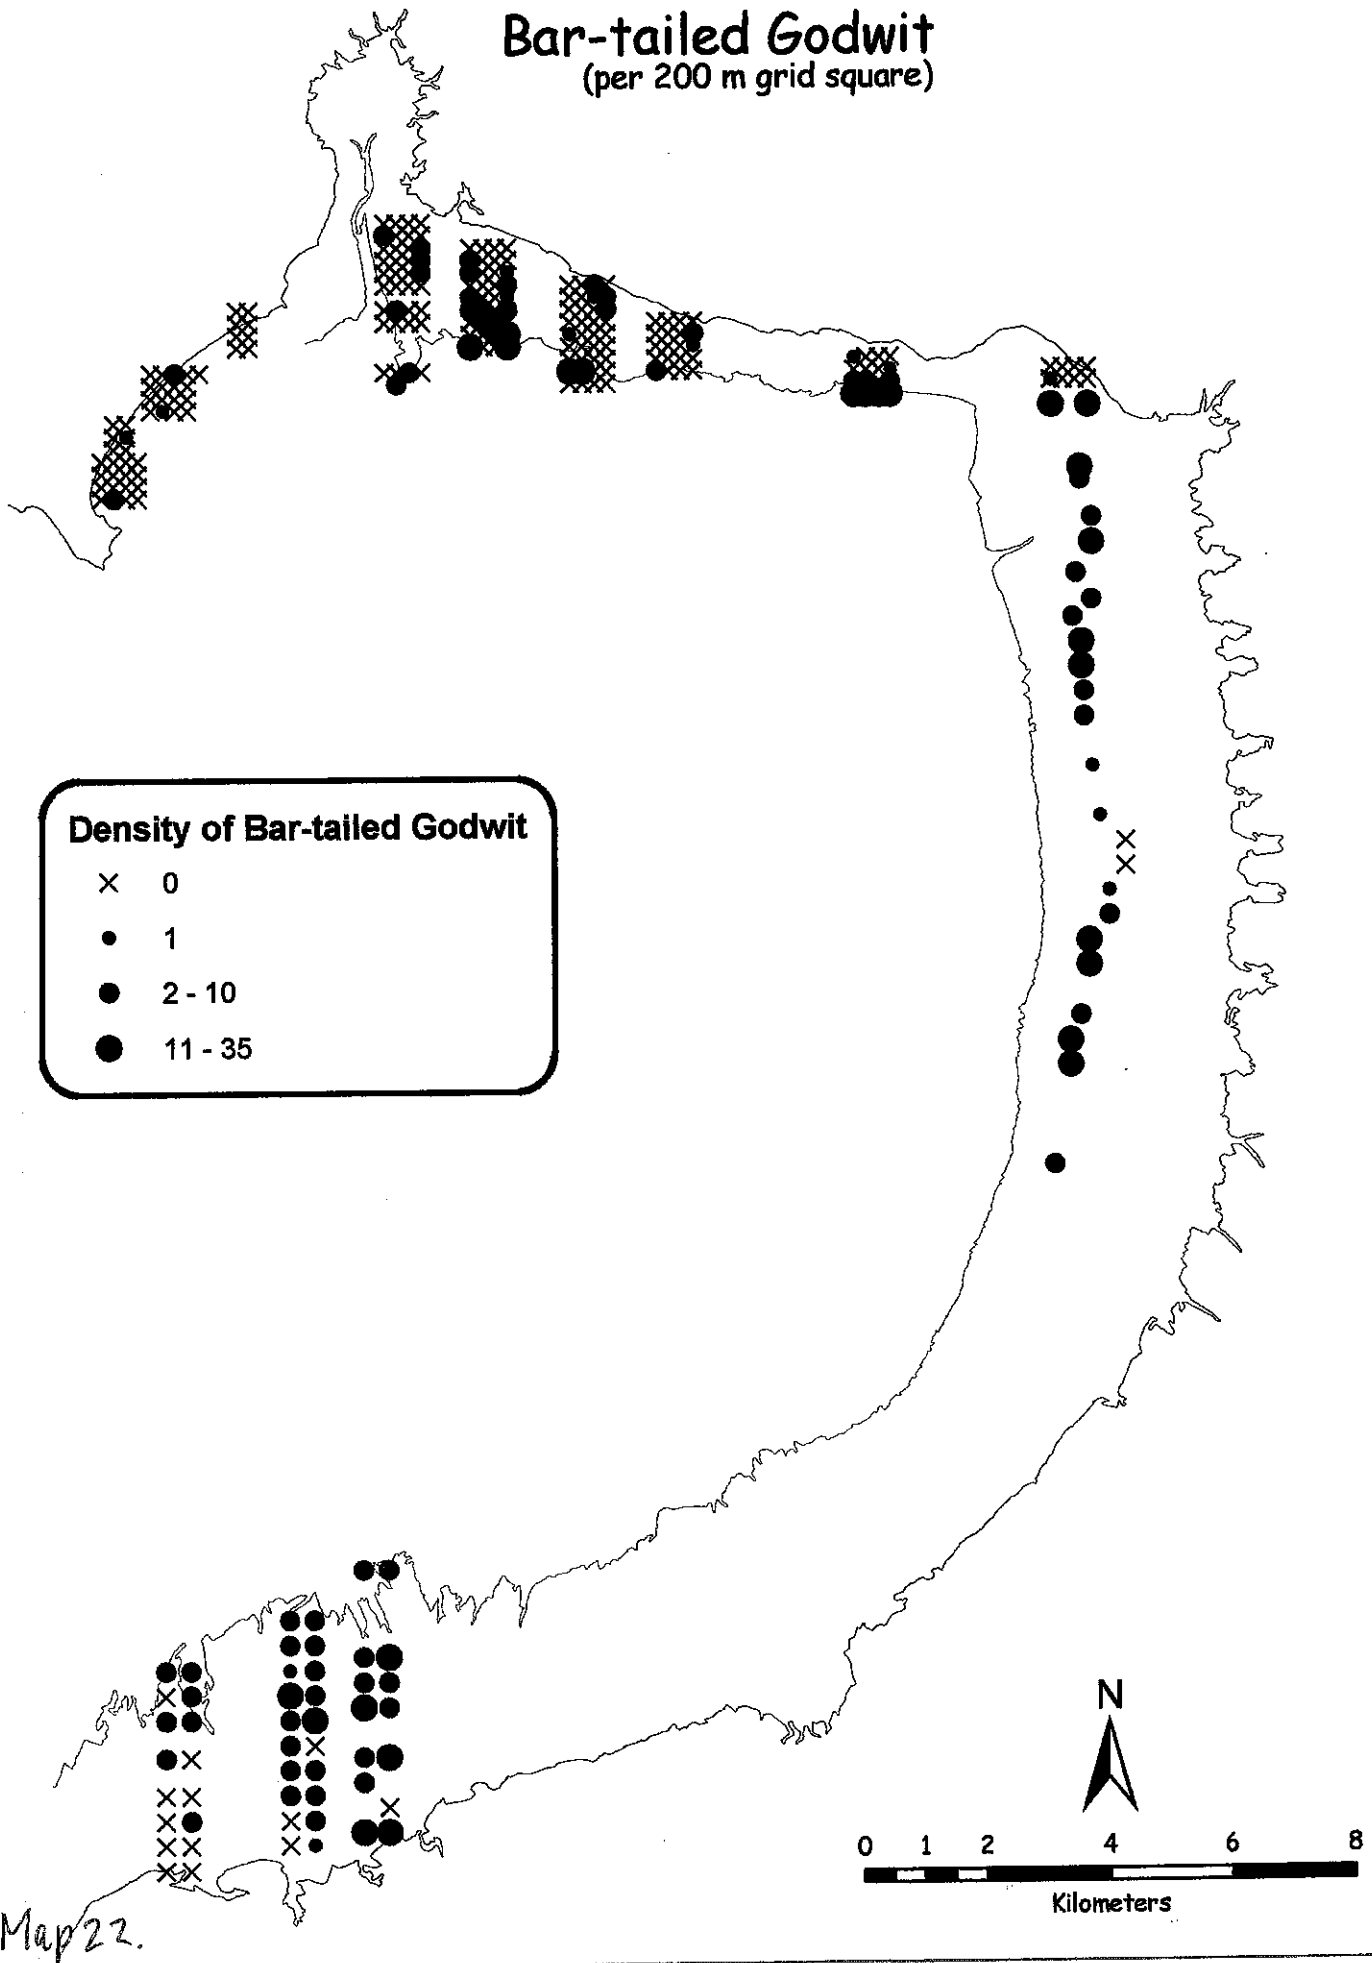 Bar-tailed Godwit
(per 200 m grid square)
Density of Bar-tailed Godwit
0
1
2 - 10
11 - 35
N
0 1 2 4 6 8
Kilometers
Map 22.